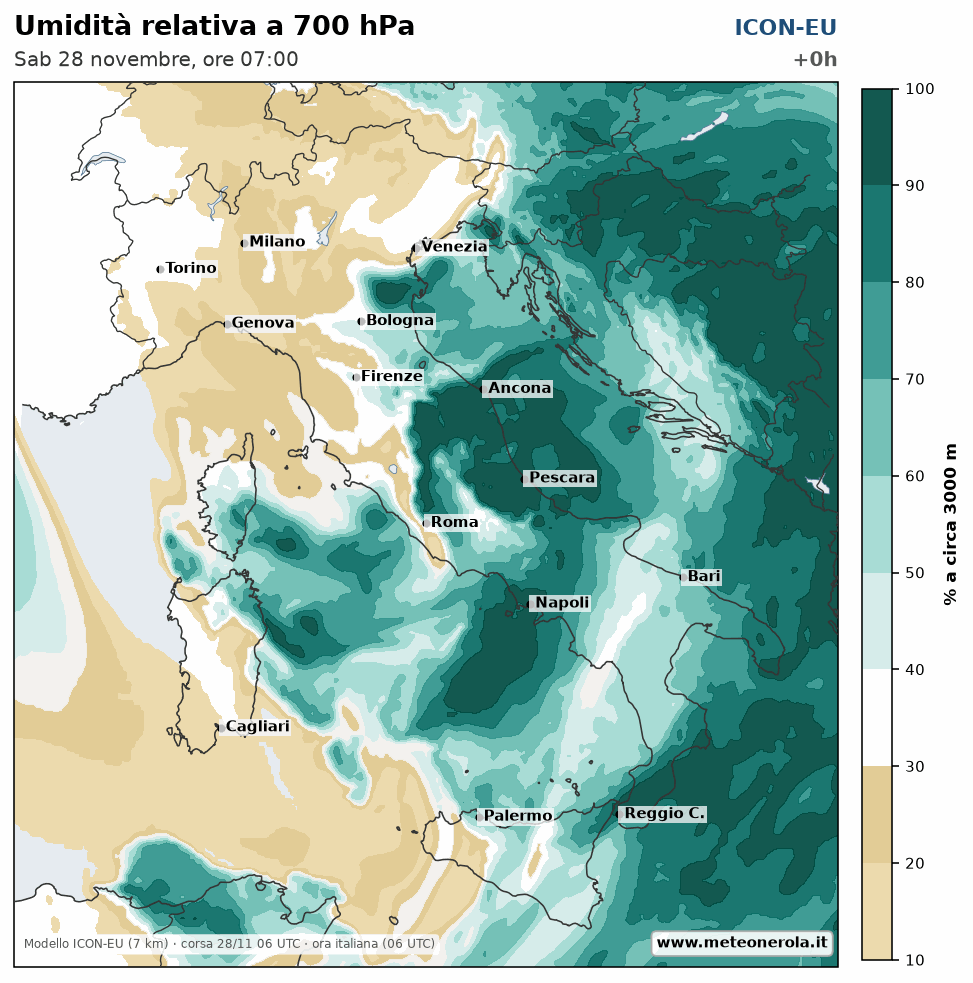 Umidità relativa a 700 hPa
ICON-EU
Sab 28 novembre, ore 07:00
+0h
100
90
80
70
60
50
40
30
20
10
% a circa 3000 m
Milano
Venezia
Torino
Genova
Bologna
Firenze
Ancona
Pescara
Roma
Bari
Napoli
Cagliari
Palermo
Reggio C.
Modello ICON-EU (7 km) · corsa 28/11 06 UTC · ora italiana (06 UTC)
www.meteonerola.it